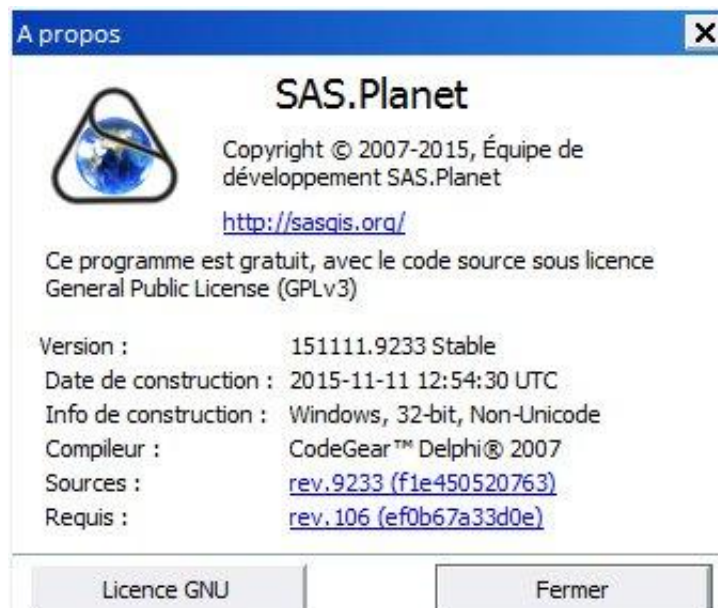 A propos
SAS.Planet
Copyright © 2007-2015, Équipe de
développement SAS.Planet
http://sasgis.org/
Ce programme est gratuit, avec le code source sous licence
General Public License (GPLv3)
Version : 151111.9233 Stable
Date de construction : 2015-11-11 12:54:30 UTC
Info de construction : Windows, 32-bit, Non-Unicode
Compileur : CodeGear™ Delphi® 2007
Sources : rev.9233 (f1e450520763)
Requis : rev.106 (ef0b67a33d0e)
Licence GNU Fermer